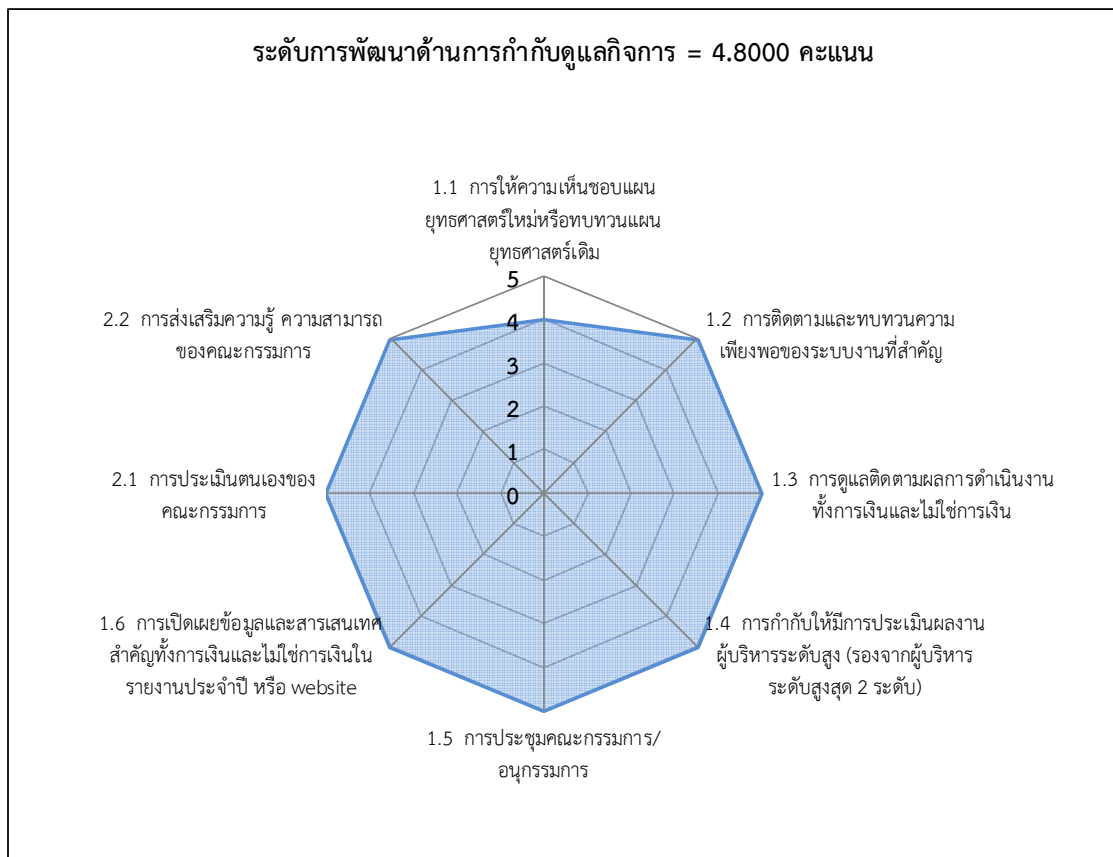 ระดับการพัฒนาด้านการกำกับดูแลกิจการ = 4.8000 คะแนน
1.1 การให้ความเห็นชอบแผน
ยุทธศาสตร์ใหม่หรือทบทวนแผน
ยุทธศาสตร์เดิม
5
4
3
2
1
0
1.2 การติดตามและทบทวนความ
เพียงพอของระบบงานที่สำคัญ
1.3 การดูแลติดตามผลการดำเนินงาน
ทั้งการเงินและไม่ใช่การเงิน
1.4 การกำกับให้มีการประเมินผลงาน
ผู้บริหารระดับสูง (รองจากผู้บริหาร
ระดับสูงสุด 2 ระดับ)
1.5 การประชุมคณะกรรมการ/
อนุกรรมการ
1.6 การเปิดเผยข้อมูลและสารเสนเทศ
สำคัญทั้งการเงินและไม่ใช่การเงินใน
รายงานประจำปี หรือ website
2.1 การประเมินตนเองของ
คณะกรรมการ
2.2 การส่งเสริมความรู้ ความสามารถ
ของคณะกรรมการ